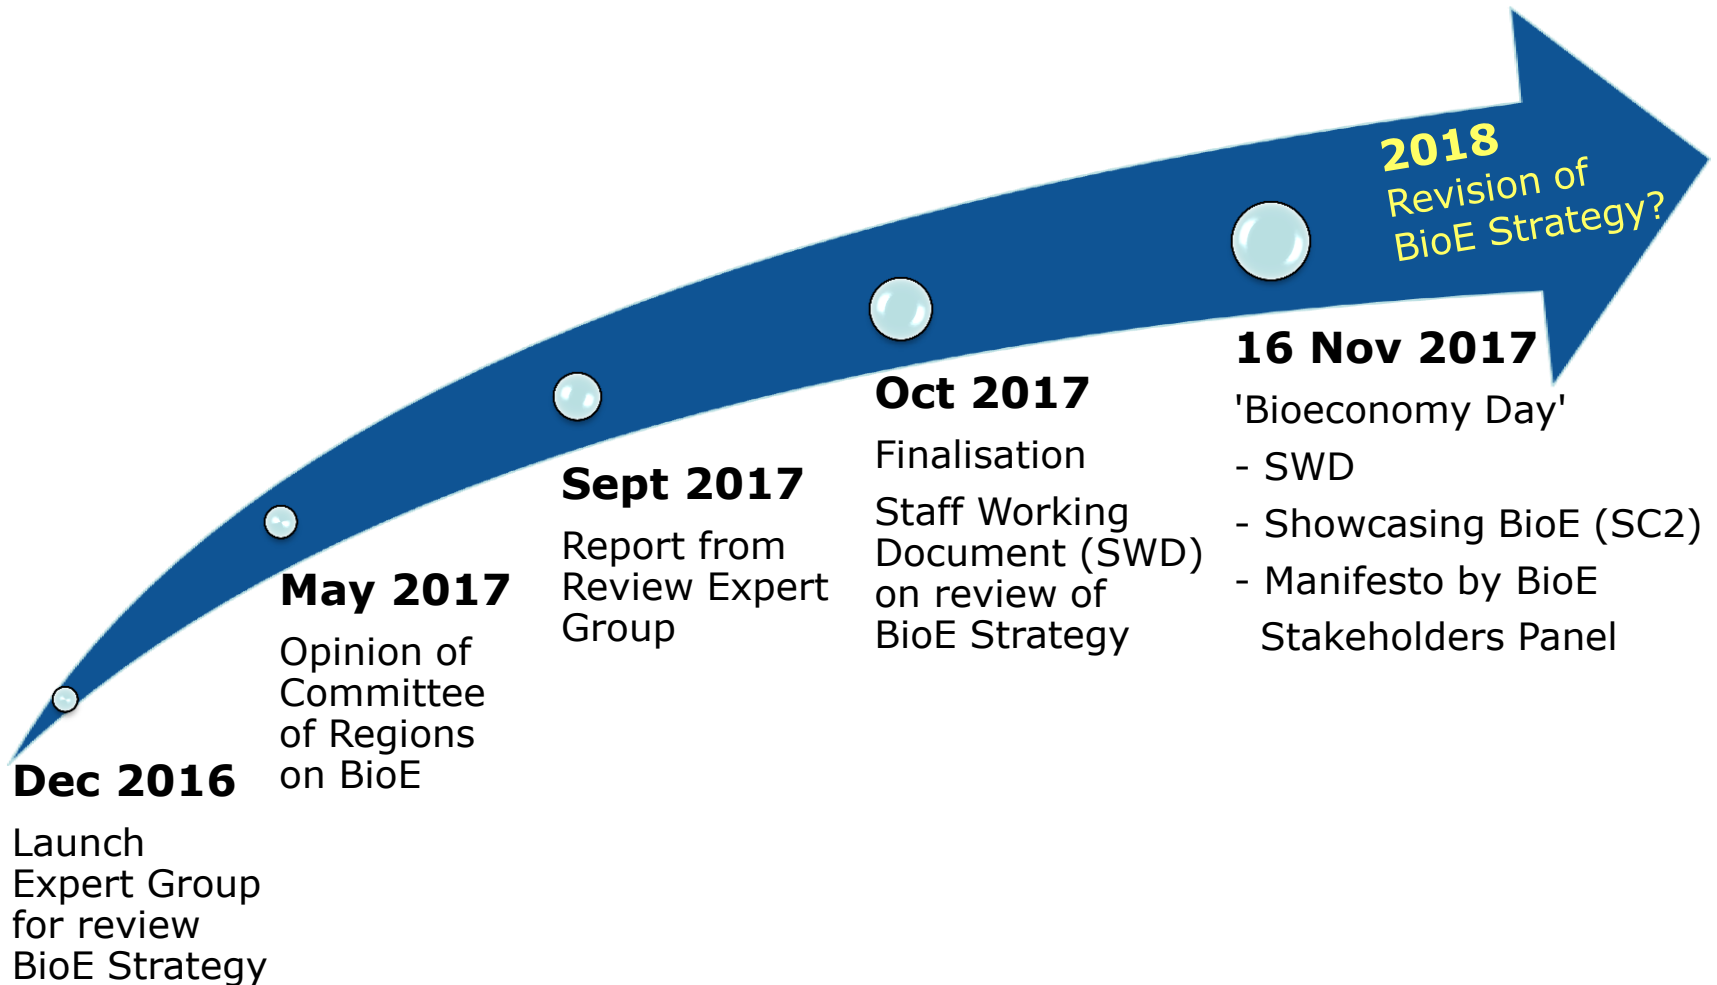 Dec 2016
Launch
Expert Group
for review
BioE Strategy
May 2017
Opinion of
Committee
of Regions
on BioE
Sept 2017
Report from
Review Expert
Group
Oct 2017
Finalisation
Staff Working
Document (SWD)
on review of
BioE Strategy
16 Nov 2017
'Bioeconomy Day'
- SWD
- Showcasing BioE (SC2)
- Manifesto by BioE
Stakeholders Panel
2018
Revision of
BioE Strategy?